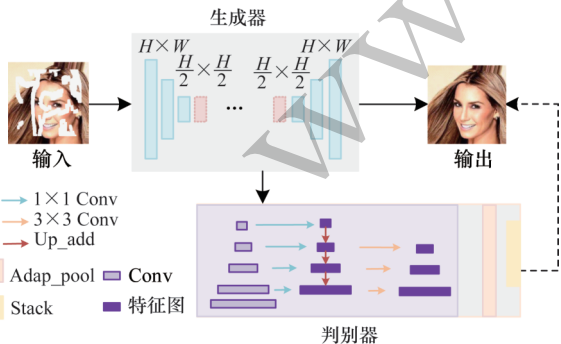 生成器
H×W
H×W
H/2×H/2
H/2×H/2
...
输入
输出
1×1 Conv
3×3 Conv
Up_add
Adap_pool
Conv
Stack
特征图
判别器
WW